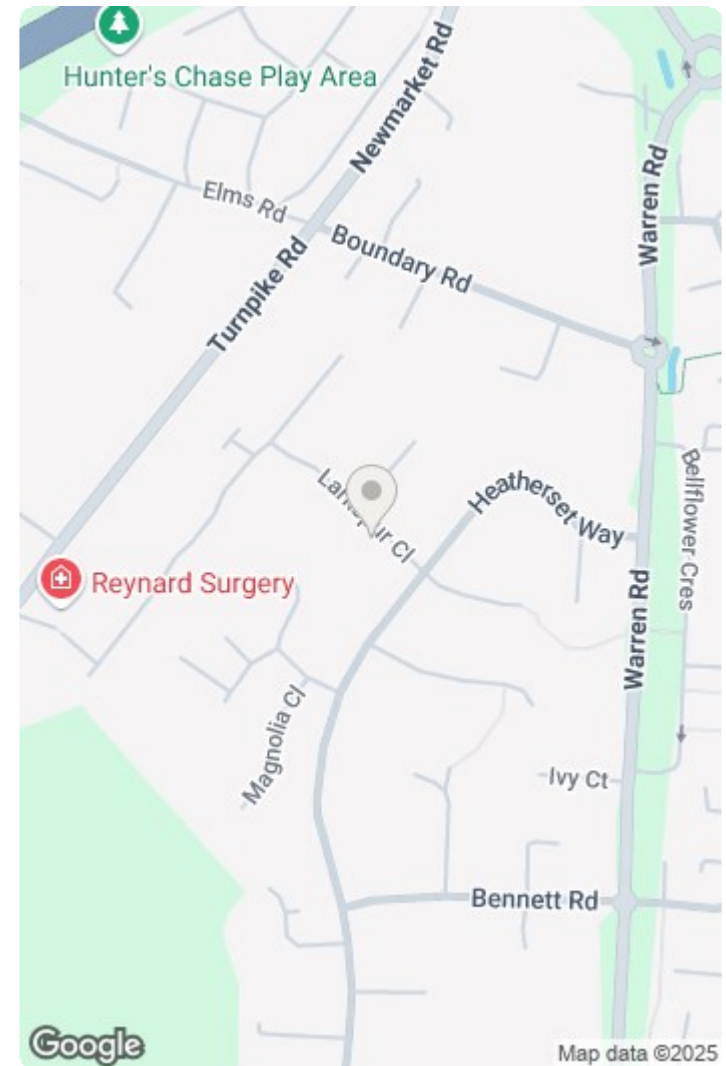 Hunter's Chase Play Area
Newmarket Rd
Elms Rd
Warren Rd
Boundary Rd
Turnpike Rd
Heatherset Way
Bellflower Cres
Reynard Surgery
Warren Rd
Magnolia Cl
Ivy Ct
Bennett Rd
Google
Map data ©2025